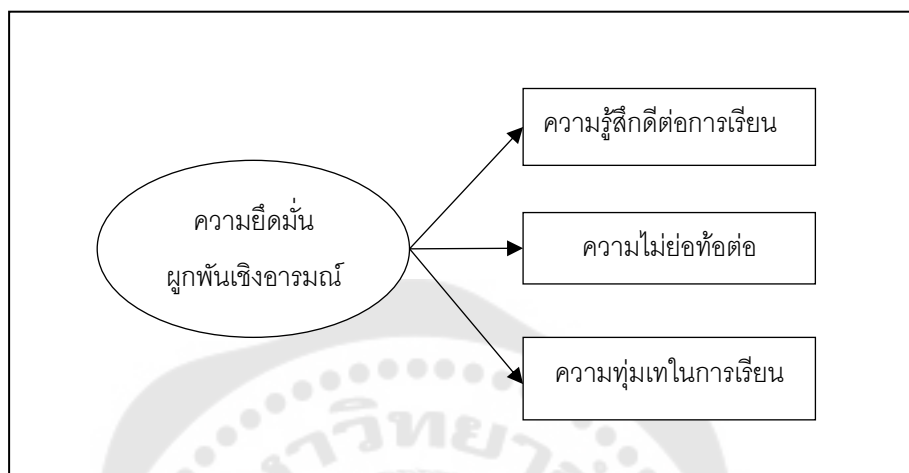 ความรู้สึกดีต่อการเรียน
ความยึดมั่น
ผูกพันเชิงอารมณ์
ความไม่ย่อท้อต่อ
ความทุ่มเทในการเรียน